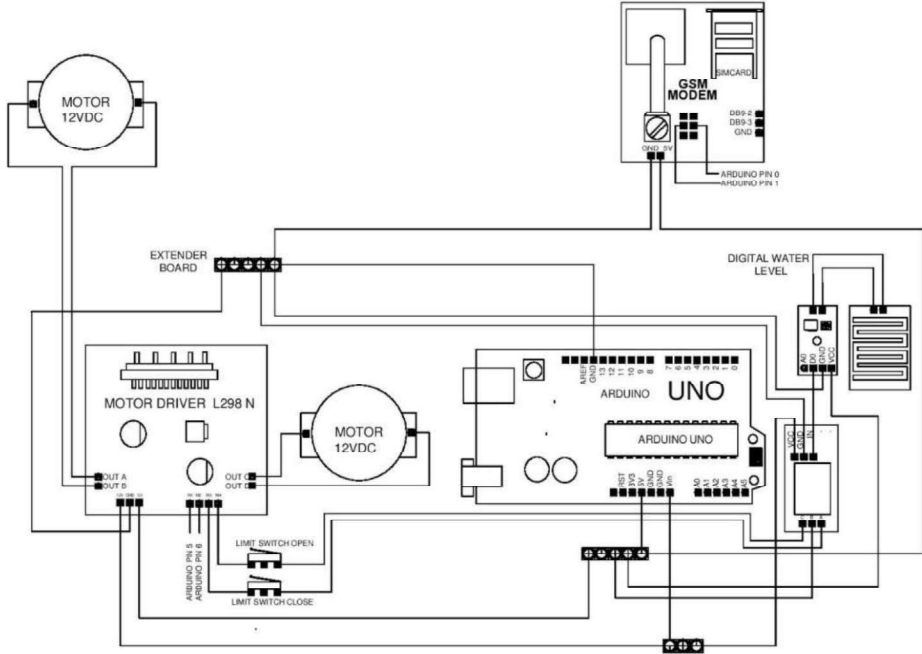 MOTOR
12VDC
SIMCARD
GSM
MODEM
DB9-2
DB9-3
GND
GND 5V
ARDUINO PIN 0
ARDUINO PIN 1
EXTENDER
BOARD
DIGITAL WATER
LEVEL
A0
D0
GND
VCC
MOTOR DRIVER L298 N
OUT A
OUT B
OUT C
OUT D
MOTOR
12VDC
AREF
GND
13
12
11
10
9
8
7
6
5
4
3
2
1
0
ARDUINO
UNO
ARDUINO UNO
RST
3V3
5V
GND
GND
Vin
A0
A1
A2
A3
A4
A5
VCC
GND
IN
ARDUINO PIN 5
ARDUINO PIN 6
LIMIT SWITCH OPEN
LIMIT SWITCH CLOSE